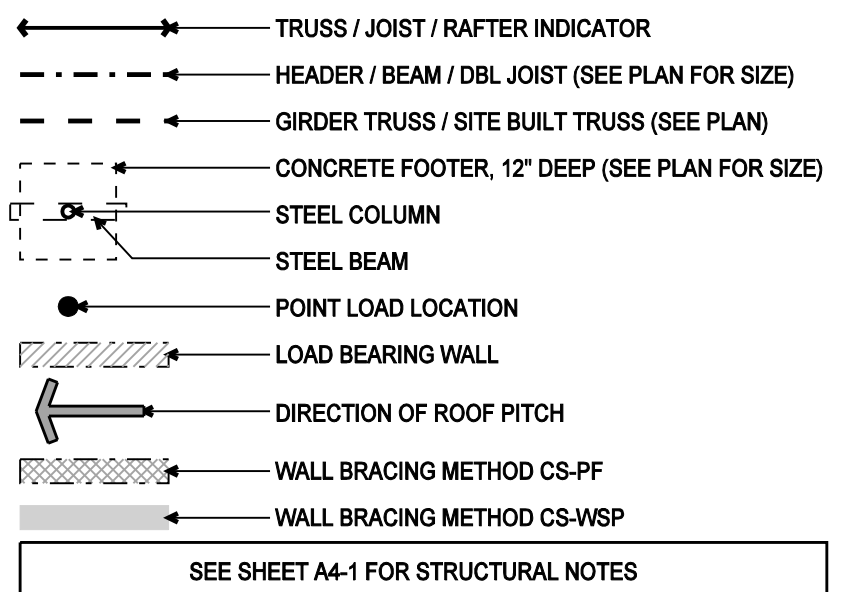 TRUSS / JOIST / RAFTER INDICATOR
HEADER / BEAM / DBL JOIST (SEE PLAN FOR SIZE)
GIRDER TRUSS / SITE BUILT TRUSS (SEE PLAN)
CONCRETE FOOTER, 12" DEEP (SEE PLAN FOR SIZE)
STEEL COLUMN
STEEL BEAM
POINT LOAD LOCATION
LOAD BEARING WALL
DIRECTION OF ROOF PITCH
WALL BRACING METHOD CS-PF
WALL BRACING METHOD CS-WSP
SEE SHEET A4-1 FOR STRUCTURAL NOTES